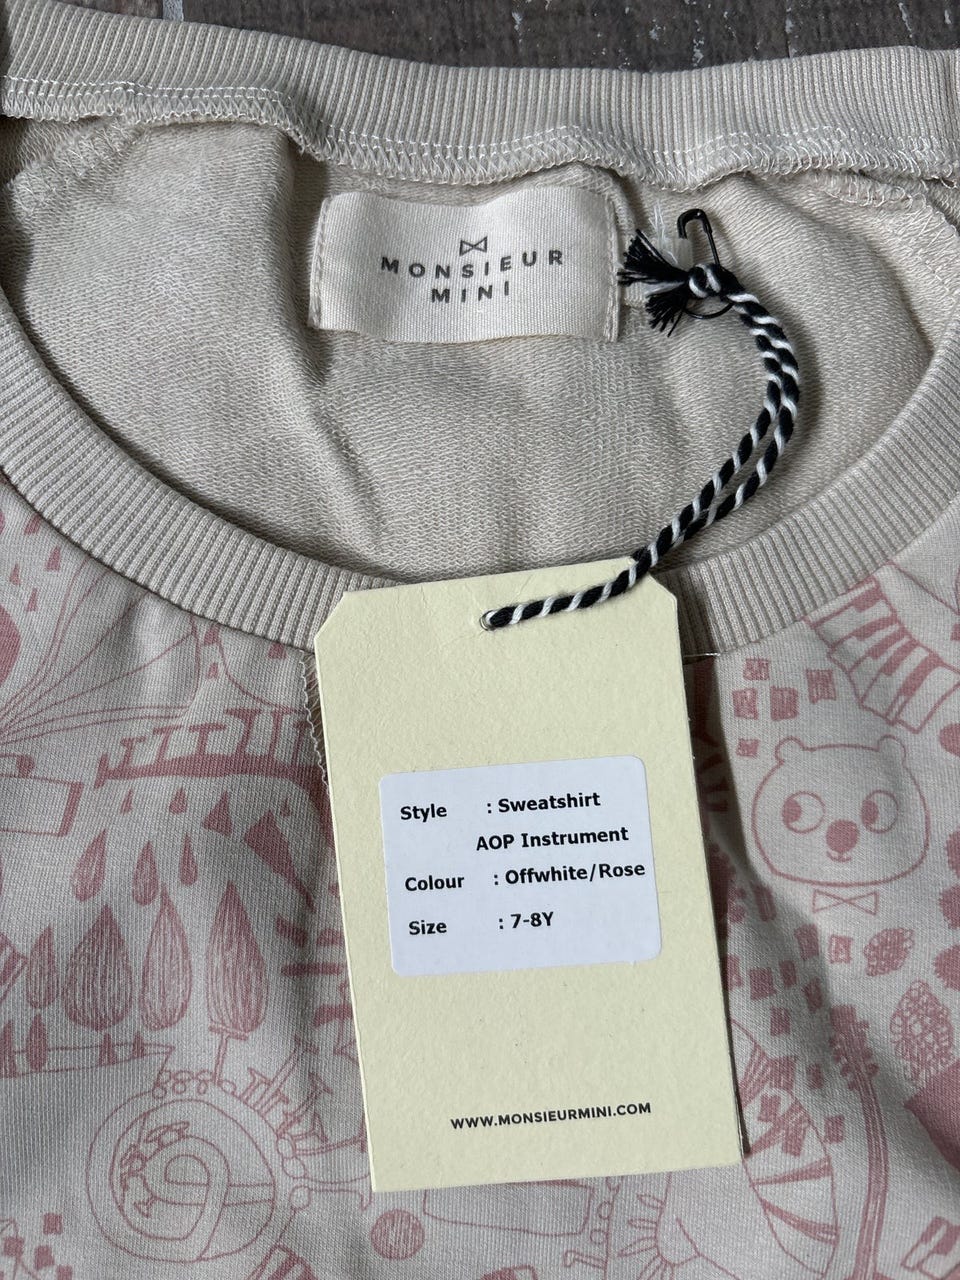 MONSIEUR
MINI
Style : Sweatshirt
AOP Instrument
Colour : Offwhite/Rose
Size : 7-8Y
WWW.MONSIEURMINI.COM